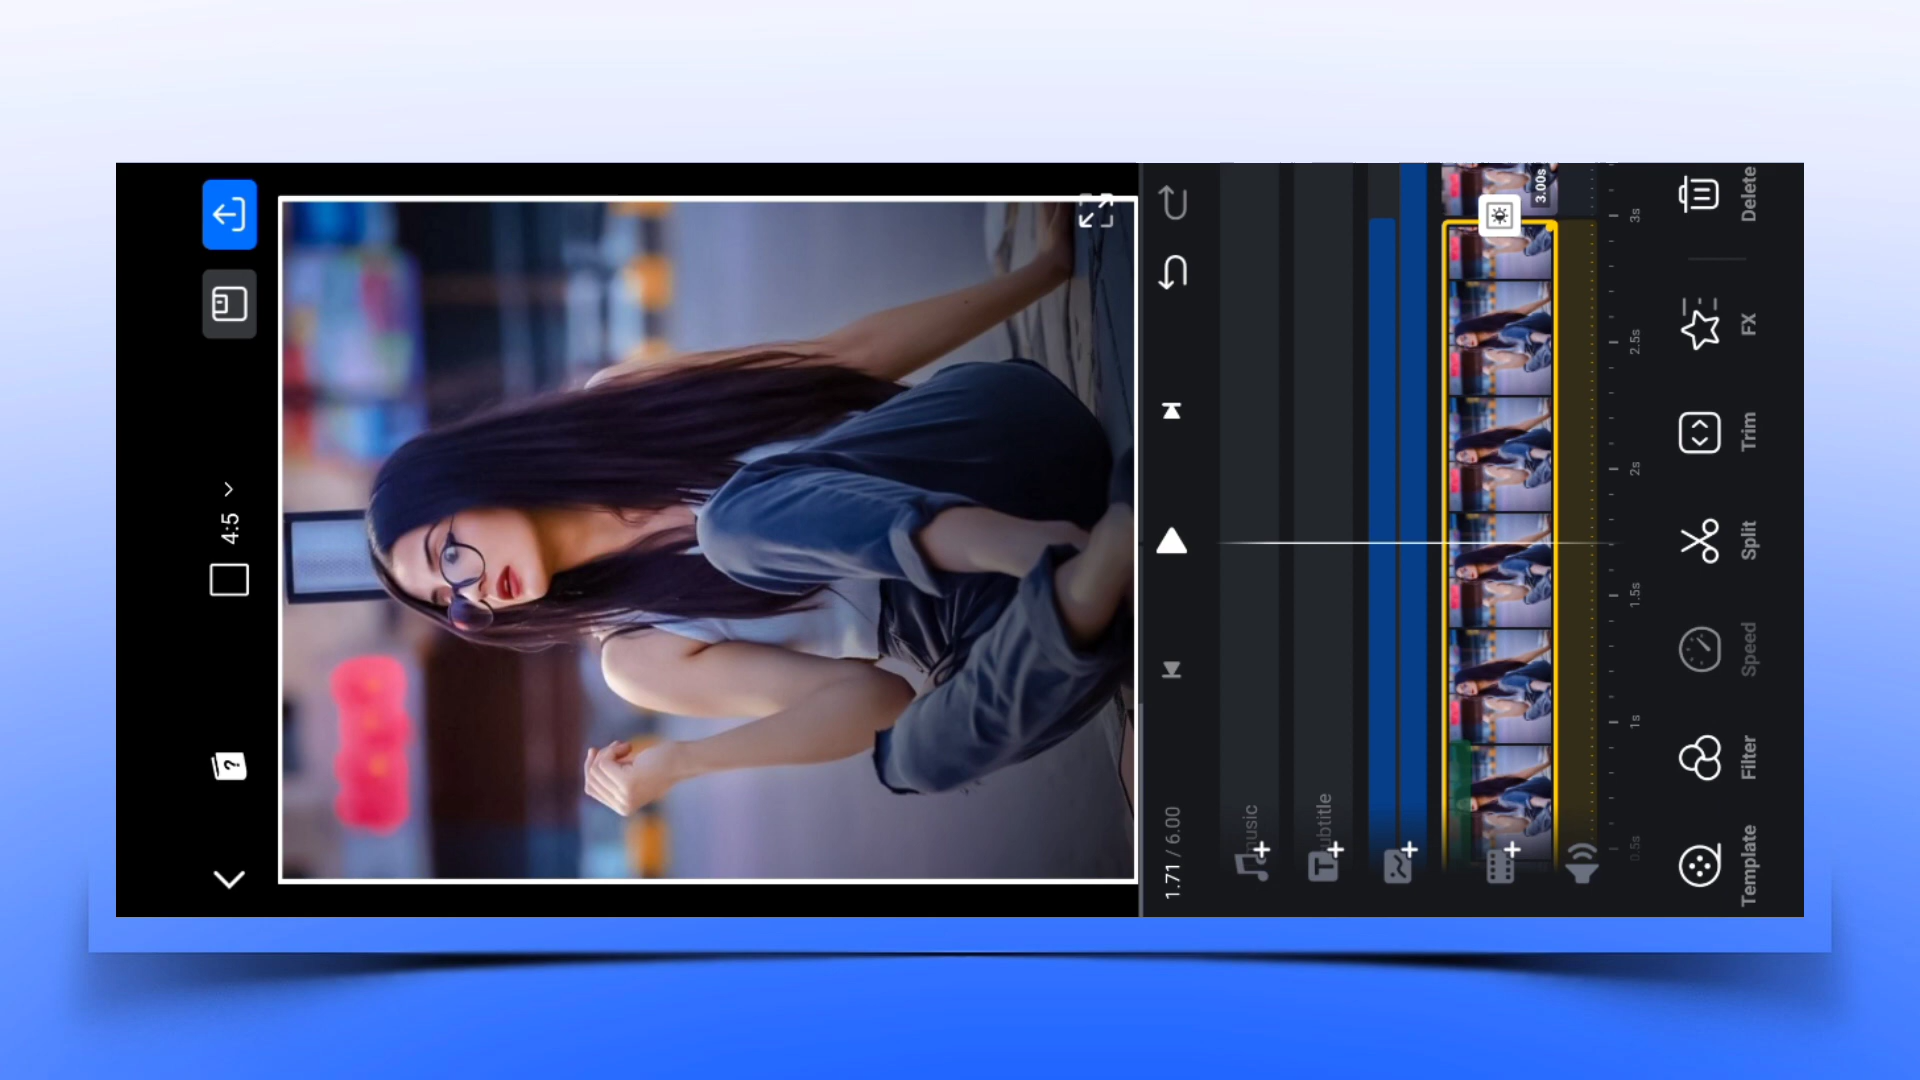 4:5
1.71 / 6.00
usic
ubtitle
3.00s
0.5s
1s
1.5s
2s
2.5s
3s
Template
Filter
Speed
Split
Trim
FX
Delete